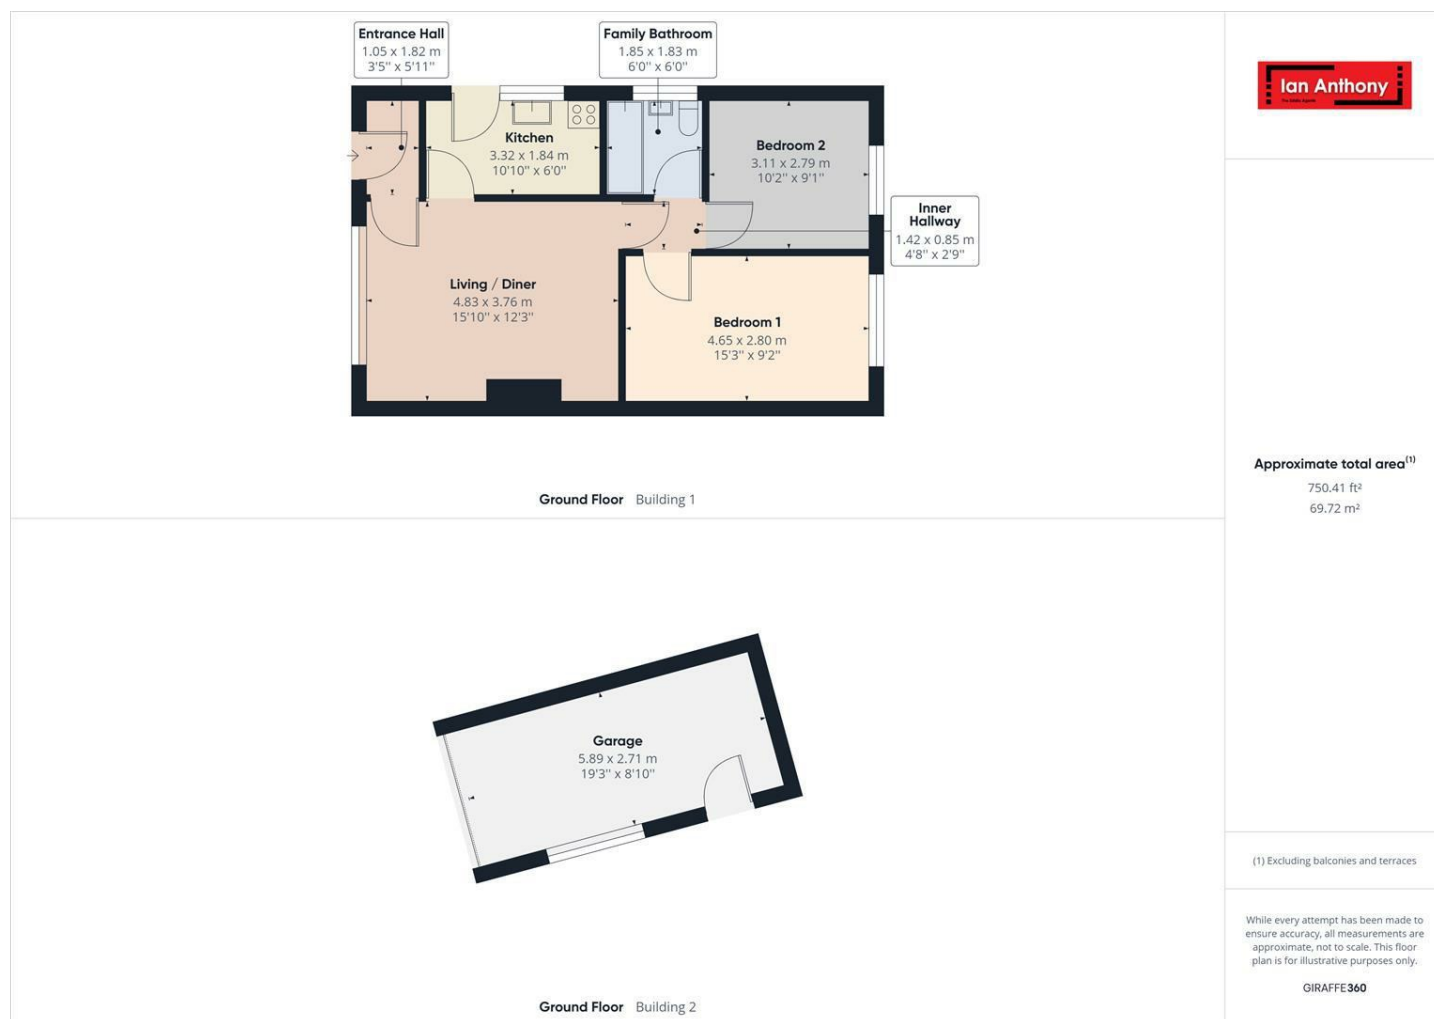 Entrance Hall
1.05 x 1.82 m
3'5" x 5'11"
Family Bathroom
1.85 x 1.83 m
6'0" x 6'0"
Kitchen
3.32 x 1.84 m
10'10" x 6'0"
Bedroom 2
3.11 x 2.79 m
10'2" x 9'1"
Inner
Hallway
1.42 x 0.85 m
4'8" x 2'9"
Living / Diner
4.83 x 3.76 m
15'10" x 12'3"
Bedroom 1
4.65 x 2.80 m
15'3" x 9'2"
Ground Floor Building 1
Garage
5.89 x 2.71 m
19'3" x 8'10"
Ground Floor Building 2
Ian Anthony
Approximate total area(1)
750.41 ft²
69.72 m²
(1) Excluding balconies and terraces
While every attempt has been made to
ensure accuracy, all measurements are
approximate, not to scale. This floor
plan is for illustrative purposes only.
GIRAFFE360